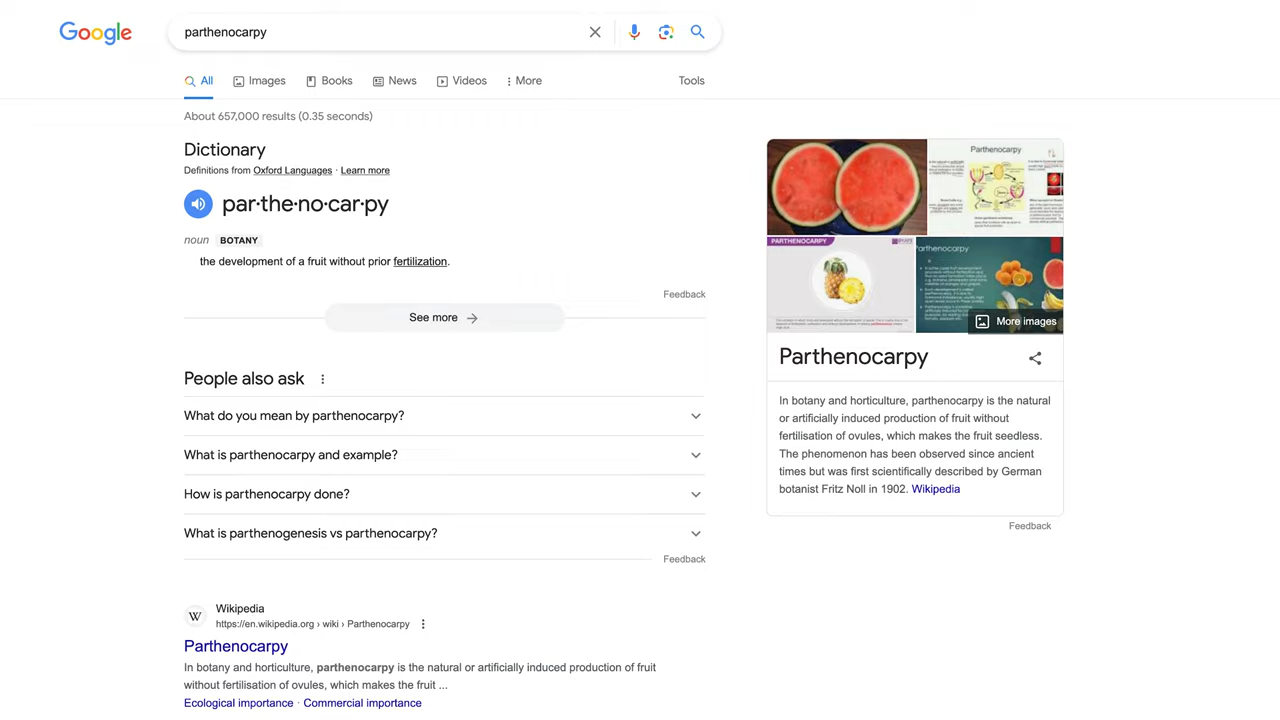 Google
parthenocarpy
All
Images
Books
News
Videos
More
Tools
About 657,000 results (0.35 seconds)
Dictionary
Definitions from Oxford Languages · Learn more
par·the·no·car·py
noun BOTANY
the development of a fruit without prior fertilization.
Feedback
See more
People also ask
What do you mean by parthenocarpy?
What is parthenocarpy and example?
How is parthenocarpy done?
What is parthenogenesis vs parthenocarpy?
Feedback
W
Wikipedia
https://en.wikipedia.org › wiki › Parthenocarpy
Parthenocarpy
In botany and horticulture, parthenocarpy is the natural or artificially induced production of fruit
without fertilisation of ovules, which makes the fruit ...
Ecological importance · Commercial importance
Parthenocarpy
PARTHENOCARPY
Parthenocarpy
More images
Parthenocarpy
In botany and horticulture, parthenocarpy is the natural
or artificially induced production of fruit without
fertilisation of ovules, which makes the fruit seedless.
The phenomenon has been observed since ancient
times but was first scientifically described by German
botanist Fritz Noll in 1902. Wikipedia
Feedback